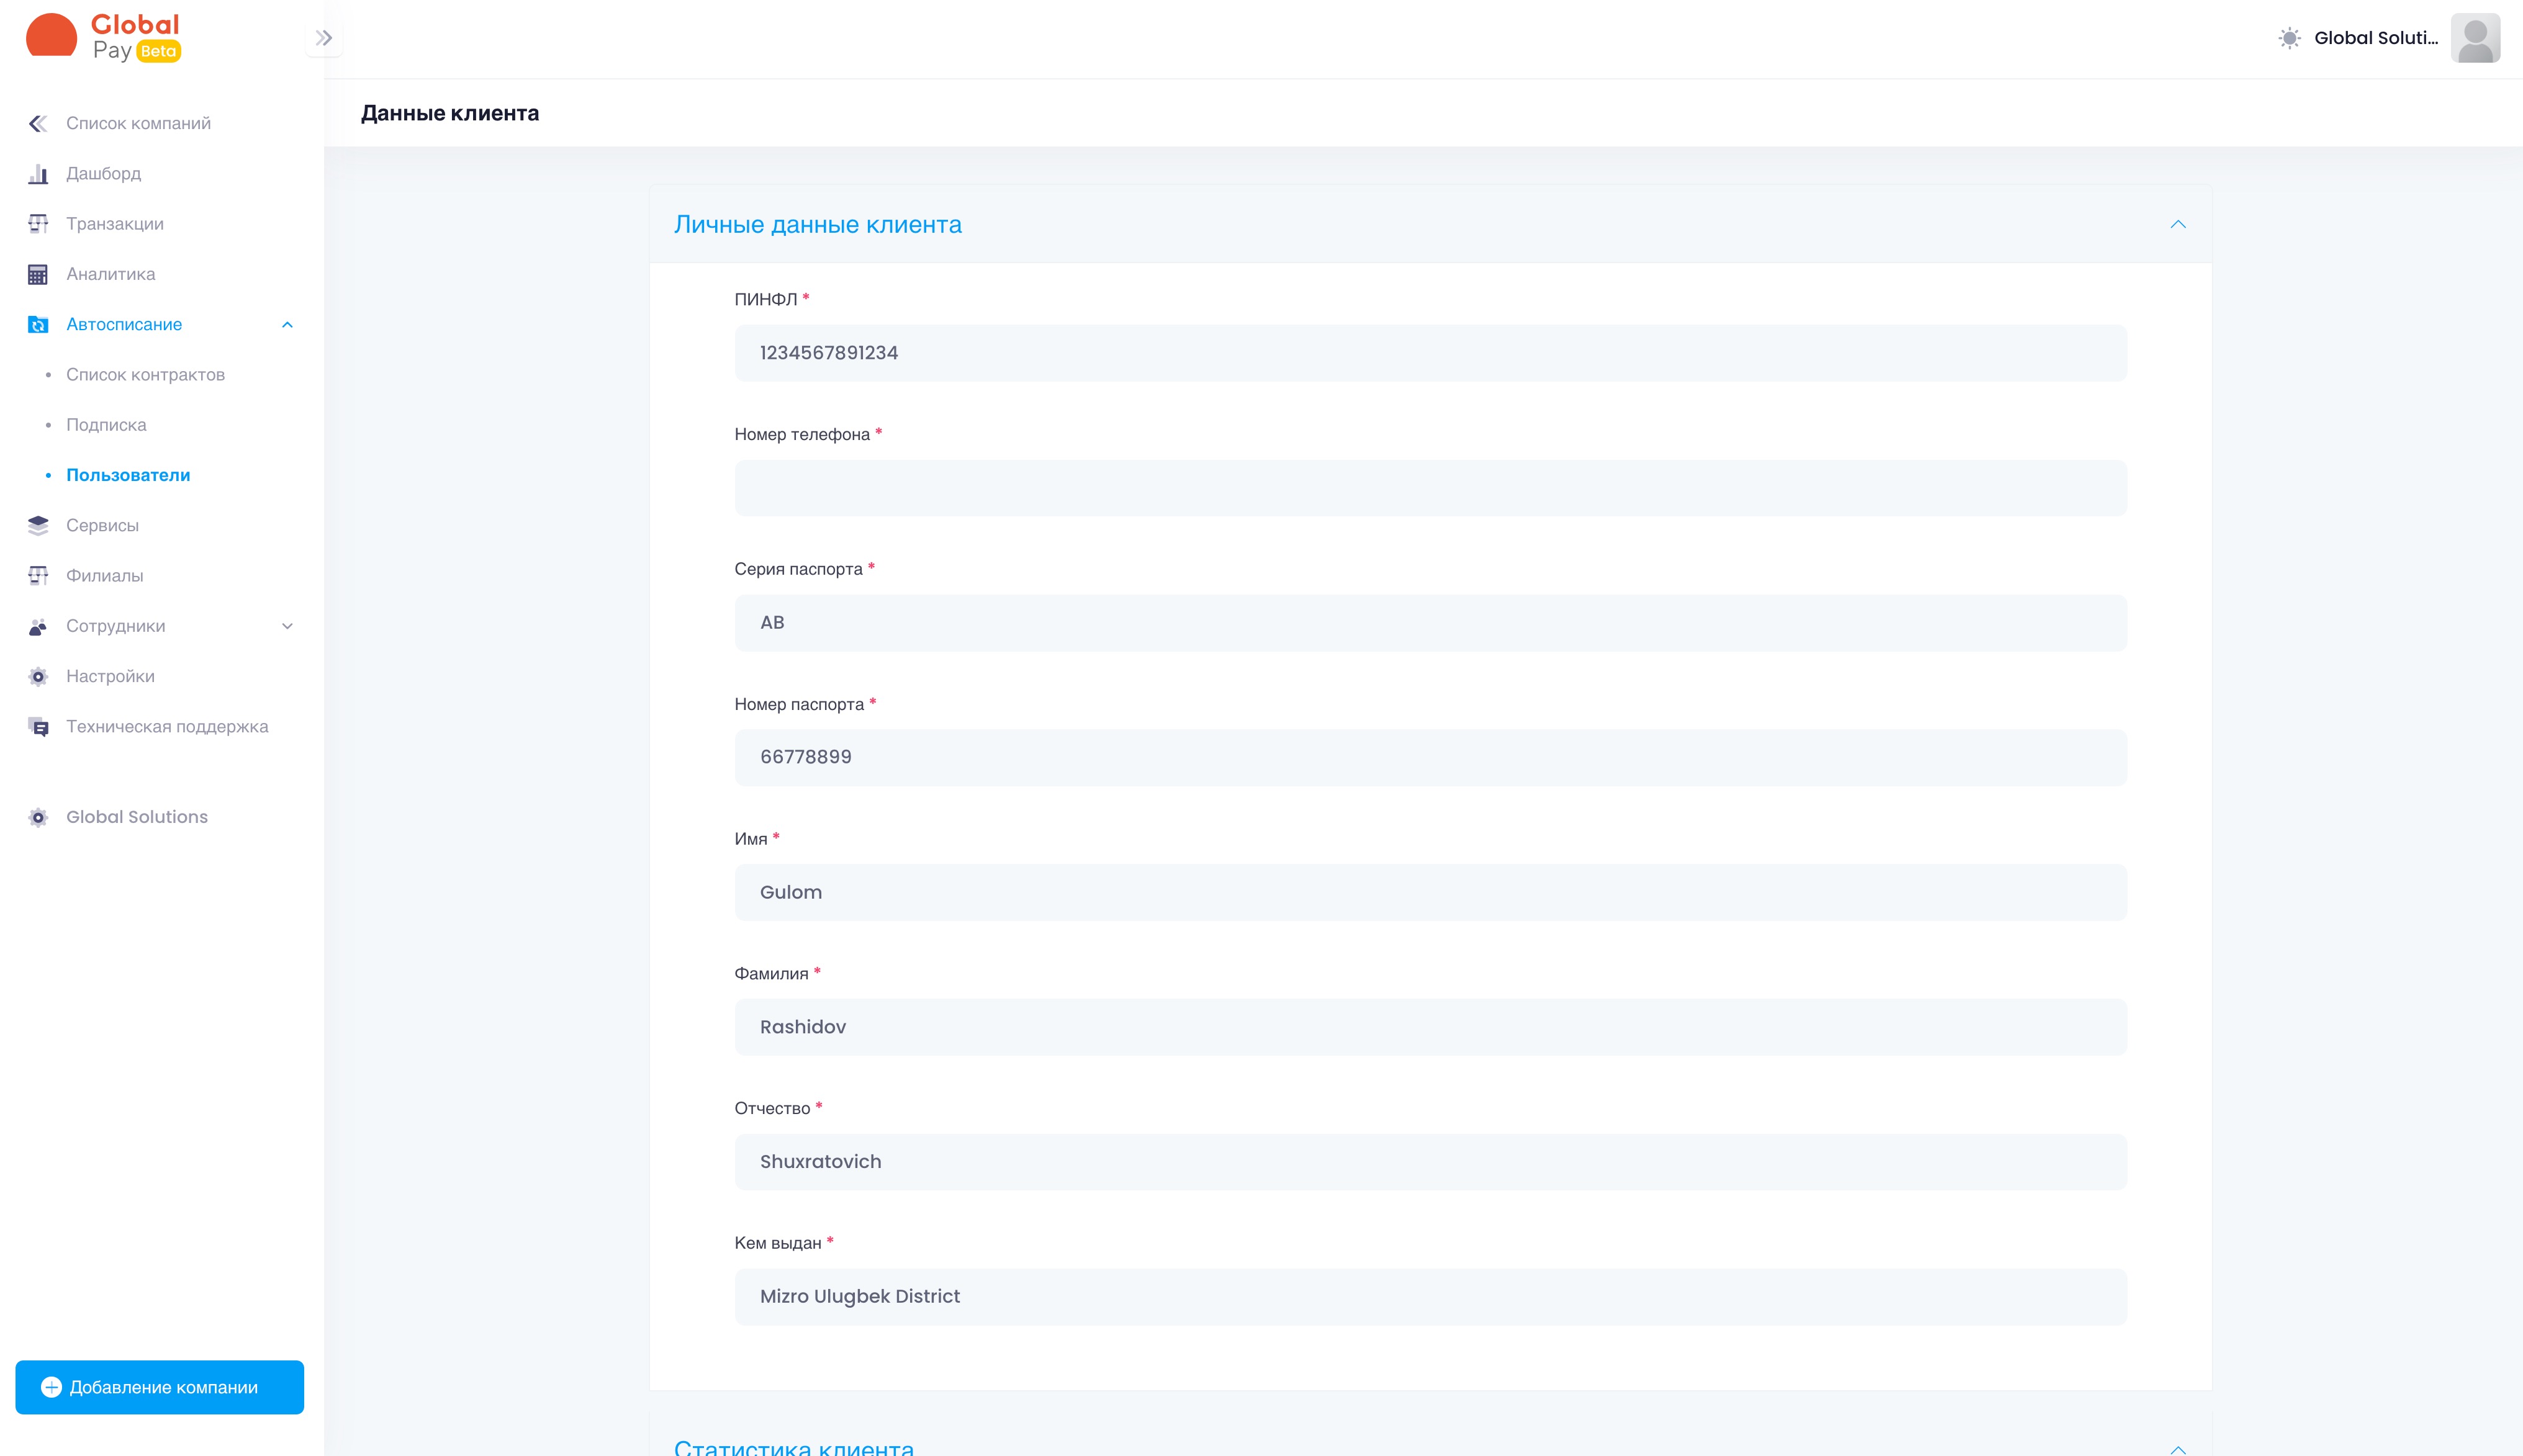 Global
Pay Beta
Global Soluti...
Данные клиента
Список компаний
Дашборд
Транзакции
Аналитика
Автосписание
Список контрактов
Подписка
Пользователи
Сервисы
Филиалы
Сотрудники
Настройки
Техническая поддержка
Global Solutions
Добавление компании
Личные данные клиента
ПИНФЛ *
1234567891234
Номер телефона *
Серия паспорта *
AB
Номер паспорта *
66778899
Имя *
Gulom
Фамилия *
Rashidov
Отчество *
Shuxratovich
Кем выдан *
Mizro Ulugbek District
Статистика клиента